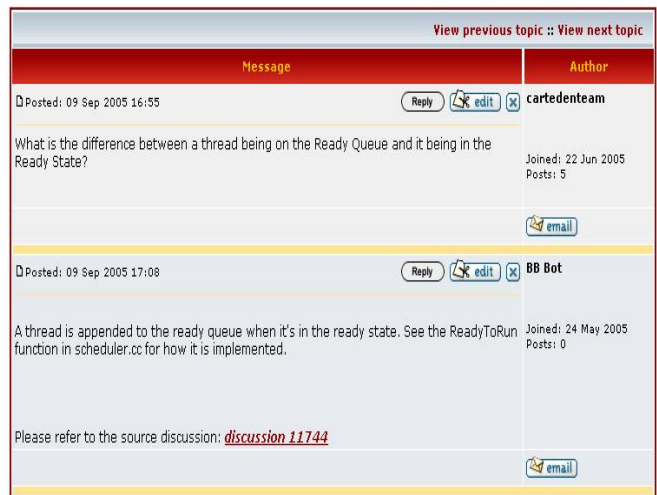 View previous topic :: View next topic
Message Author
Posted: 09 Sep 2005 16:55 Reply edit x cartedenteam
What is the difference between a thread being on the Ready Queue and it being in the
Ready State?
Joined: 22 Jun 2005
Posts: 5
email
Posted: 09 Sep 2005 17:08 Reply edit x BB Bot
A thread is appended to the ready queue when it's in the ready state. See the ReadyToRun
function in scheduler.cc for how it is implemented.
Joined: 24 May 2005
Posts: 0
Please refer to the source discussion: discussion 11744
email